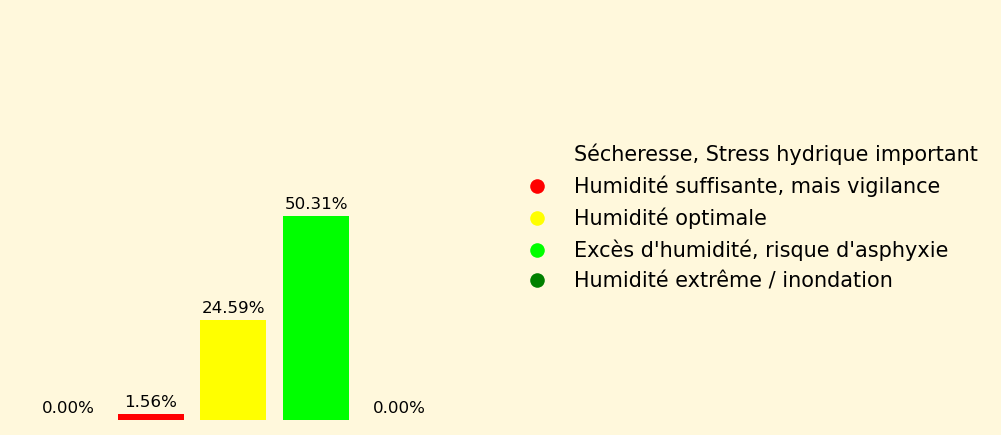 Sécheresse, Stress hydrique important
Humidité suffisante, mais vigilance
Humidité optimale
Excès d'humidité, risque d'asphyxie
Humidité extrême / inondation
50.31%
24.59%
1.56%
0.00%
0.00%